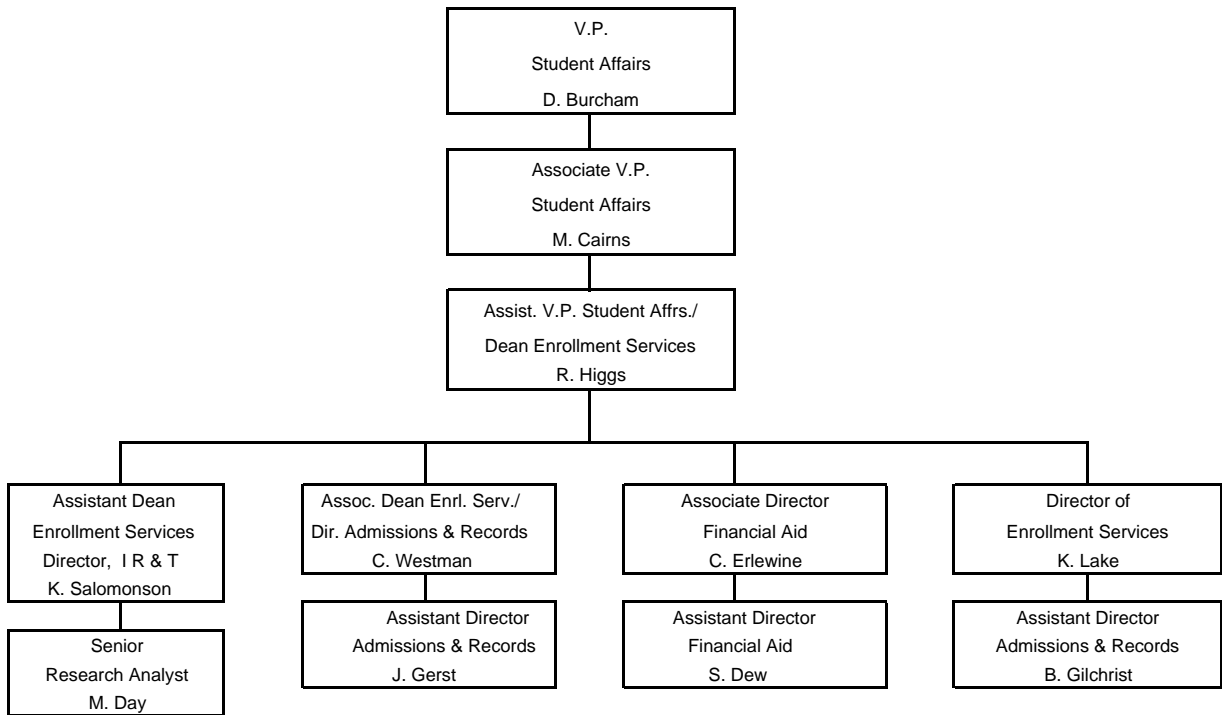 V.P.
Student Affairs
D. Burcham
Associate V.P.
Student Affairs
M. Cairns
Assist. V.P. Student Affrs./
Dean Enrollment Services
R. Higgs
Assistant Dean
Enrollment Services
Director, I R & T
K. Salomonson
Assoc. Dean Enrl. Serv./
Dir. Admissions & Records
C. Westman
Associate Director
Financial Aid
C. Erlewine
Director of
Enrollment Services
K. Lake
Senior
Research Analyst
M. Day
Assistant Director
Admissions & Records
J. Gerst
Assistant Director
Financial Aid
S. Dew
Assistant Director
Admissions & Records
B. Gilchrist